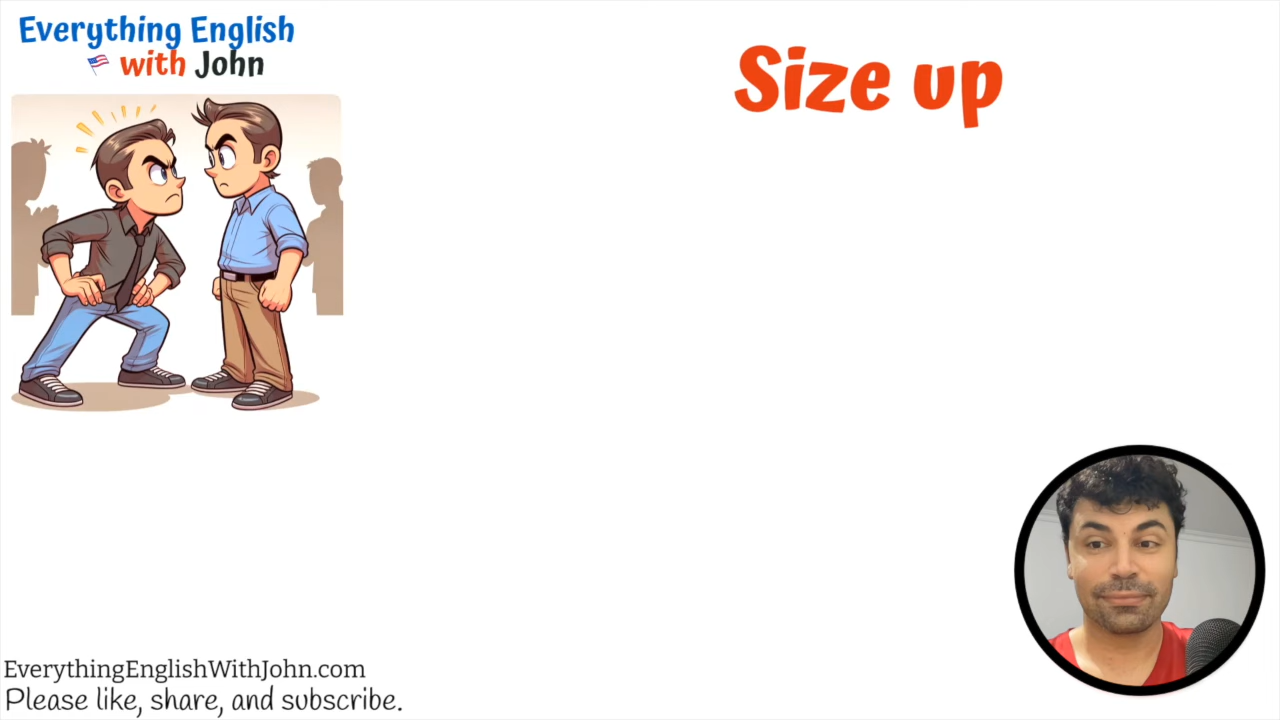 Everything English
with John
Size up
EverythingEnglishWithJohn.com
Please like, share, and subscribe.